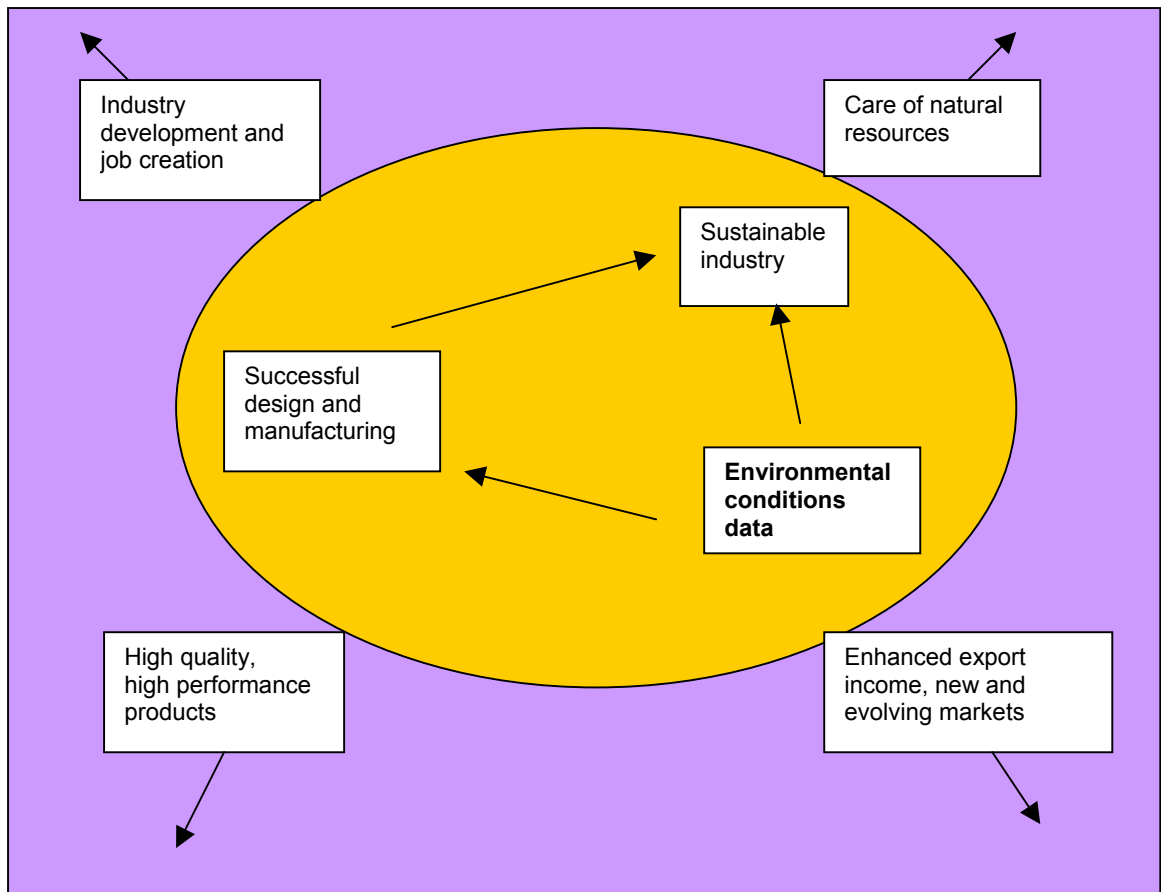 Industry
development and
job creation
Care of natural
resources
Sustainable
industry
Successful
design and
manufacturing
Environmental
conditions
data
High quality,
high performance
products
Enhanced export
income, new and
evolving markets